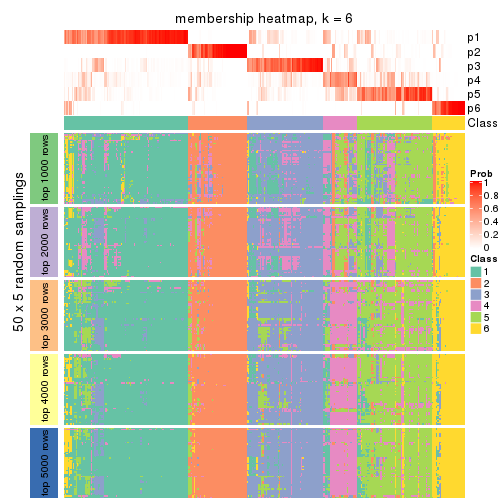 membership heatmap, k = 6
p1
p2
p3
p4
p5
p6
Class
50 x 5 random samplings
top 1000 rows
top 2000 rows
top 3000 rows
top 4000 rows
top 5000 rows
Prob
1
0.8
0.6
0.4
0.2
0
Class
1
2
3
4
5
6